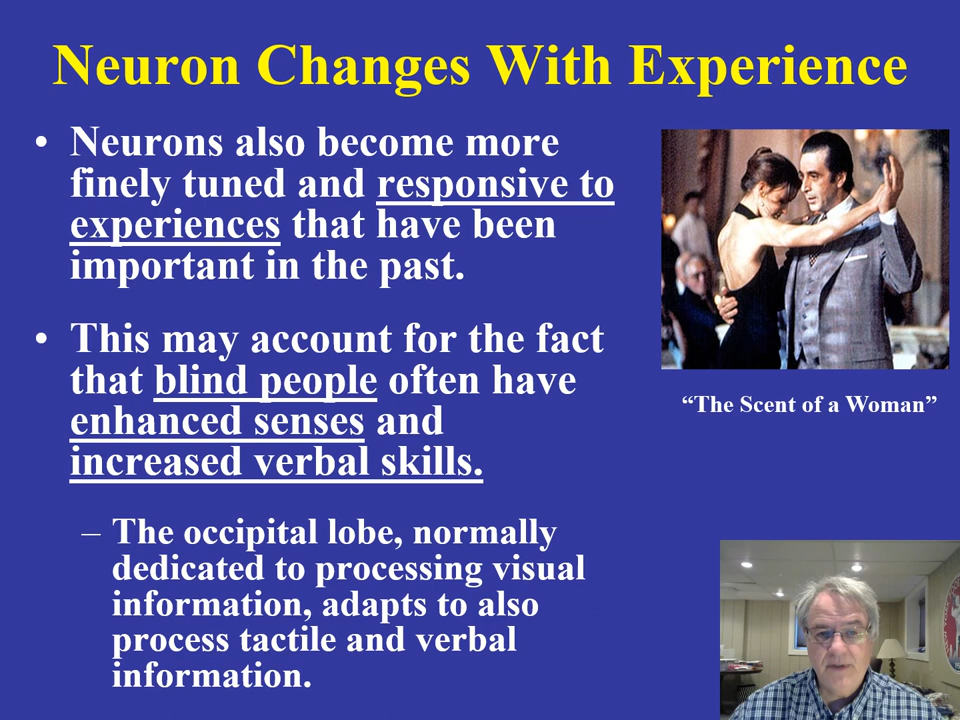 Neuron Changes With Experience
• Neurons also become more
finely tuned and responsive to
experiences that have been
important in the past.
• This may account for the fact
that blind people often have
enhanced senses and
increased verbal skills.
– The occipital lobe, normally
dedicated to processing visual
information, adapts to also
process tactile and verbal
information.
“The Scent of a Woman”